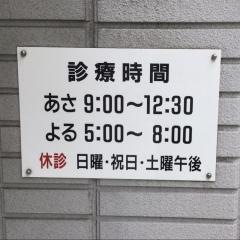 診療時間
あさ 9:00〜12:30
よる 5:00〜 8:00
休診 日曜・祝日・土曜午後